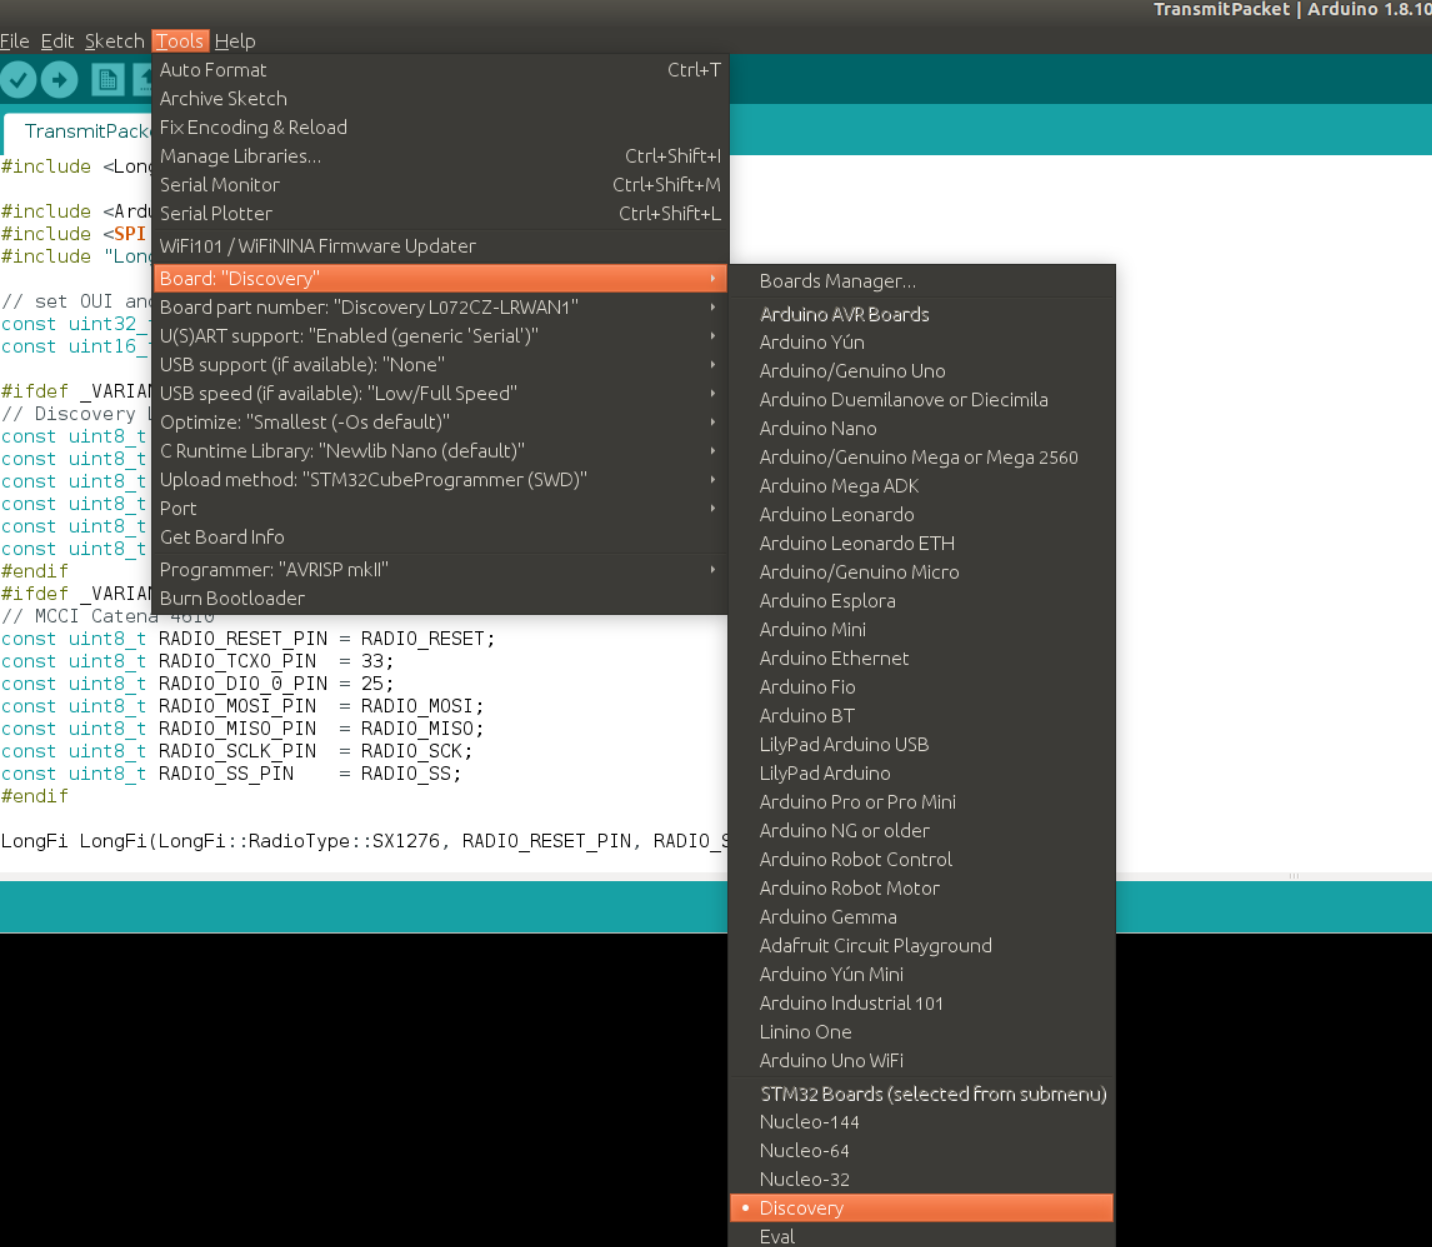 TransmitPacket | Arduino 1.8.10
File Edit Sketch Tools Help
Auto Format Ctrl+T
Archive Sketch
Fix Encoding & Reload
Manage Libraries... Ctrl+Shift+I
Serial Monitor Ctrl+Shift+M
Serial Plotter Ctrl+Shift+L
WiFi101 / WiFiNINA Firmware Updater
Board: "Discovery"
Board part number: "Discovery L072CZ-LRWAN1"
U(S)ART support: "Enabled (generic 'Serial')"
USB support (if available): "None"
USB speed (if available): "Low/Full Speed"
Optimize: "Smallest (-Os default)"
C Runtime Library: "Newlib Nano (default)"
Upload method: "STM32CubeProgrammer (SWD)"
Port
Get Board Info
Programmer: "AVRISP mkII"
Burn Bootloader
Boards Manager...
Arduino AVR Boards
Arduino Yún
Arduino/Genuino Uno
Arduino Duemilanove or Diecimila
Arduino Nano
Arduino/Genuino Mega or Mega 2560
Arduino Mega ADK
Arduino Leonardo
Arduino Leonardo ETH
Arduino/Genuino Micro
Arduino Esplora
Arduino Mini
Arduino Ethernet
Arduino Fio
Arduino BT
LilyPad Arduino USB
LilyPad Arduino
Arduino Pro or Pro Mini
Arduino NG or older
Arduino Robot Control
Arduino Robot Motor
Arduino Gemma
Adafruit Circuit Playground
Arduino Yún Mini
Arduino Industrial 101
Linino One
Arduino Uno WiFi
STM32 Boards (selected from submenu)
Nucleo-144
Nucleo-64
Nucleo-32
• Discovery
Eval
TransmitPack
#include <Long
#include <Ardu
#include <SPI
#include "Long
// set OUI and
const uint32_t
const uint16_t
#ifdef _VARIAN
// Discovery L
const uint8_t
const uint8_t
const uint8_t
const uint8_t
const uint8_t
const uint8_t
#endif
#ifdef _VARIAN
// MCCI Catena 4610
const uint8_t RADIO_RESET_PIN = RADIO_RESET;
const uint8_t RADIO_TCXO_PIN = 33;
const uint8_t RADIO_DIO_0_PIN = 25;
const uint8_t RADIO_MOSI_PIN = RADIO_MOSI;
const uint8_t RADIO_MISO_PIN = RADIO_MISO;
const uint8_t RADIO_SCLK_PIN = RADIO_SCK;
const uint8_t RADIO_SS_PIN = RADIO_SS;
#endif
LongFi LongFi(LongFi::RadioType::SX1276, RADIO_RESET_PIN, RADIO_S